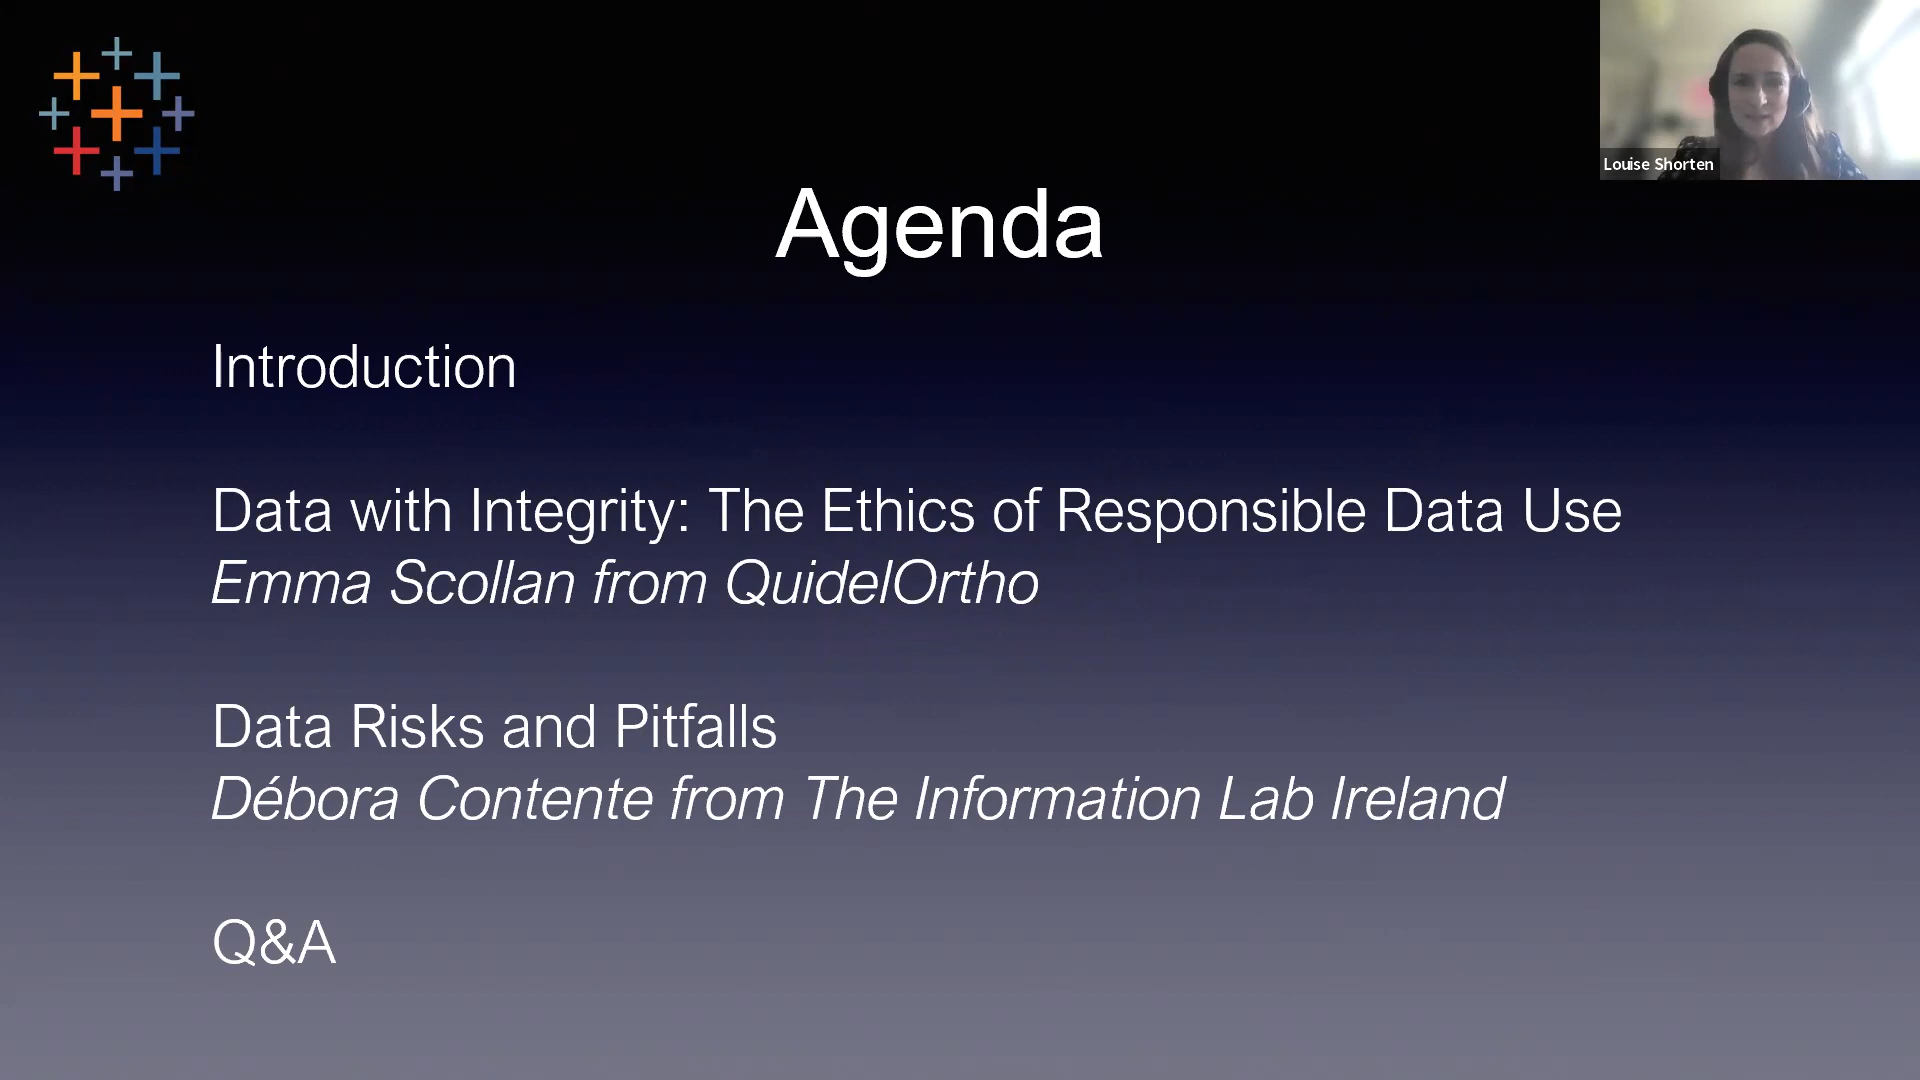 Louise Shorten
Agenda
Introduction
Data with Integrity: The Ethics of Responsible Data Use
Emma Scollan from QuidelOrtho
Data Risks and Pitfalls
Débora Contente from The Information Lab Ireland
Q&A